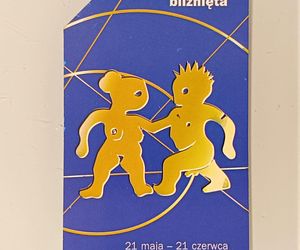 bliźnięta
21 maja – 21 czerwca